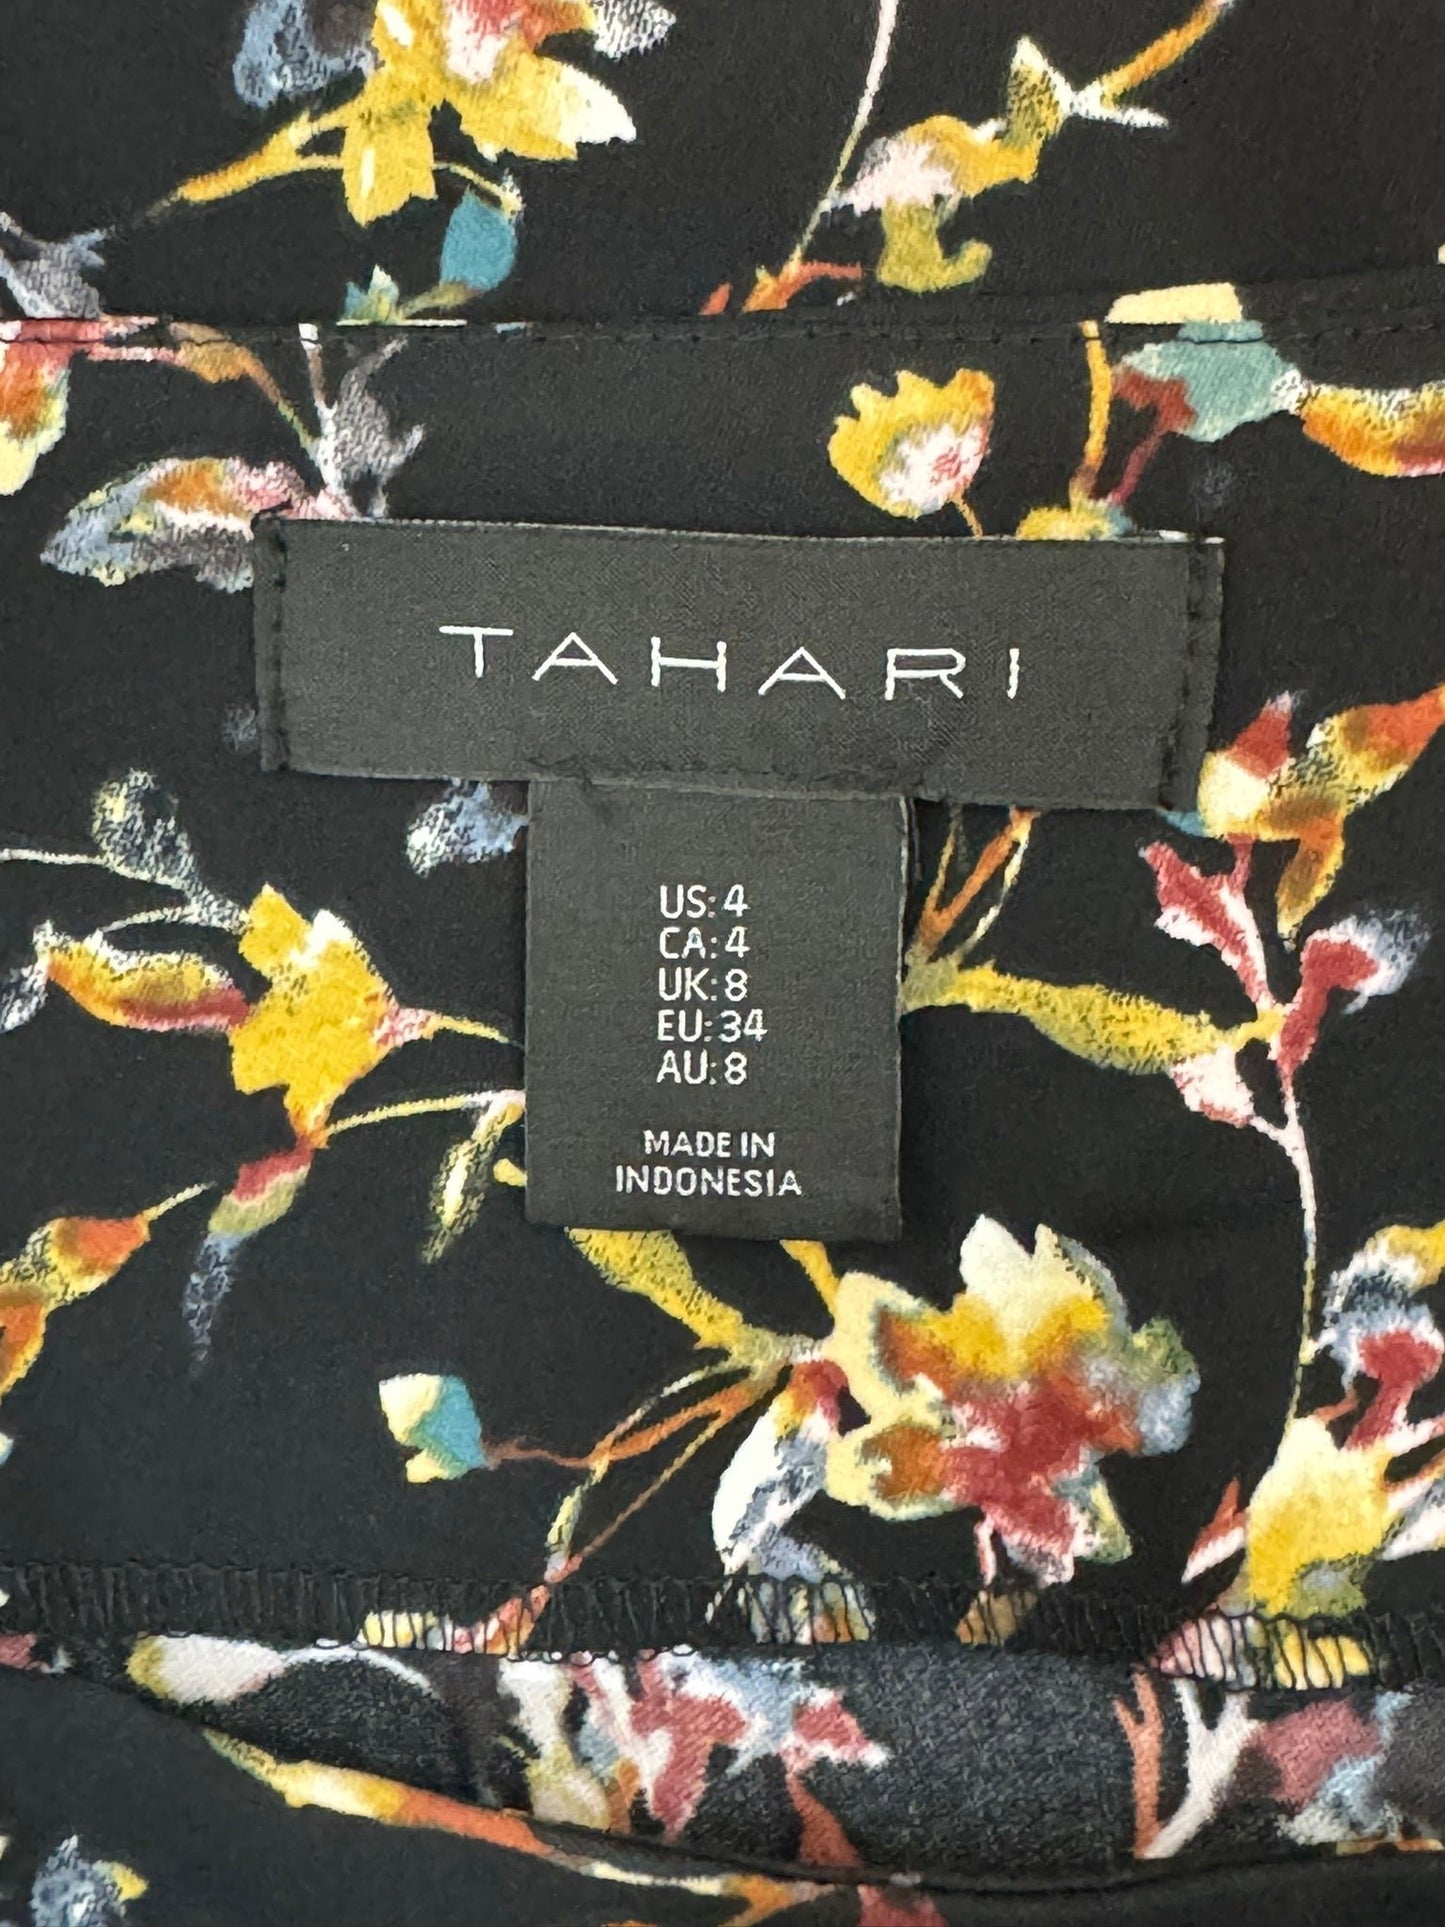 TAHARI
US: 4
CA: 4
UK: 8
EU: 34
AU: 8
MADE IN
INDONESIA